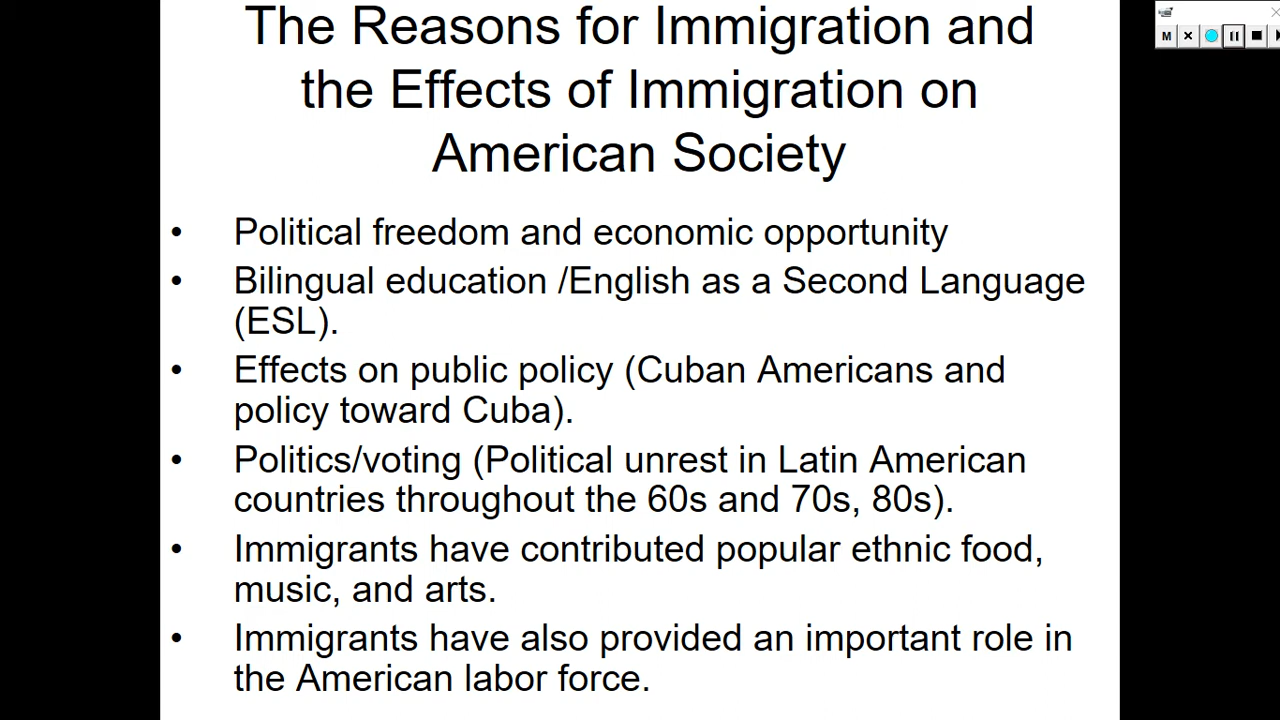 The Reasons for Immigration and
the Effects of Immigration on
American Society
• Political freedom and economic opportunity
• Bilingual education /English as a Second Language
(ESL).
• Effects on public policy (Cuban Americans and
policy toward Cuba).
• Politics/voting (Political unrest in Latin American
countries throughout the 60s and 70s, 80s).
• Immigrants have contributed popular ethnic food,
music, and arts.
• Immigrants have also provided an important role in
the American labor force.
M